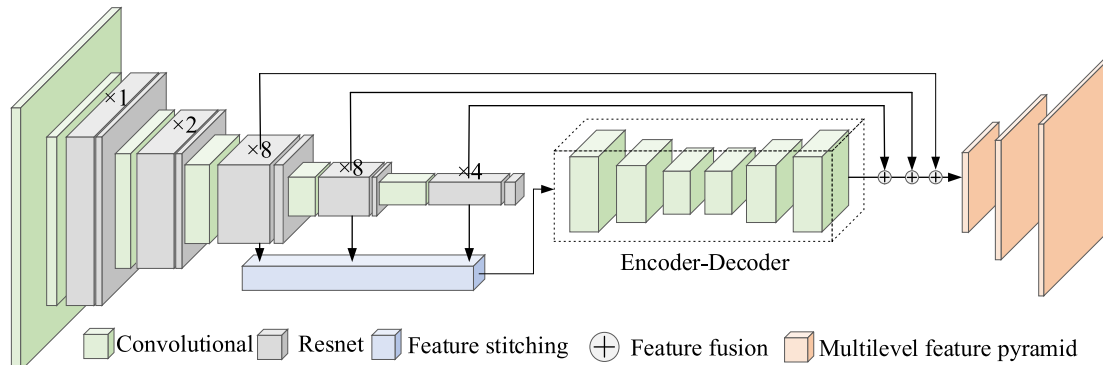 ×1
×2
×8
×8
×4
Encoder-Decoder
Convolutional Resnet Feature stitching Feature fusion Multilevel feature pyramid